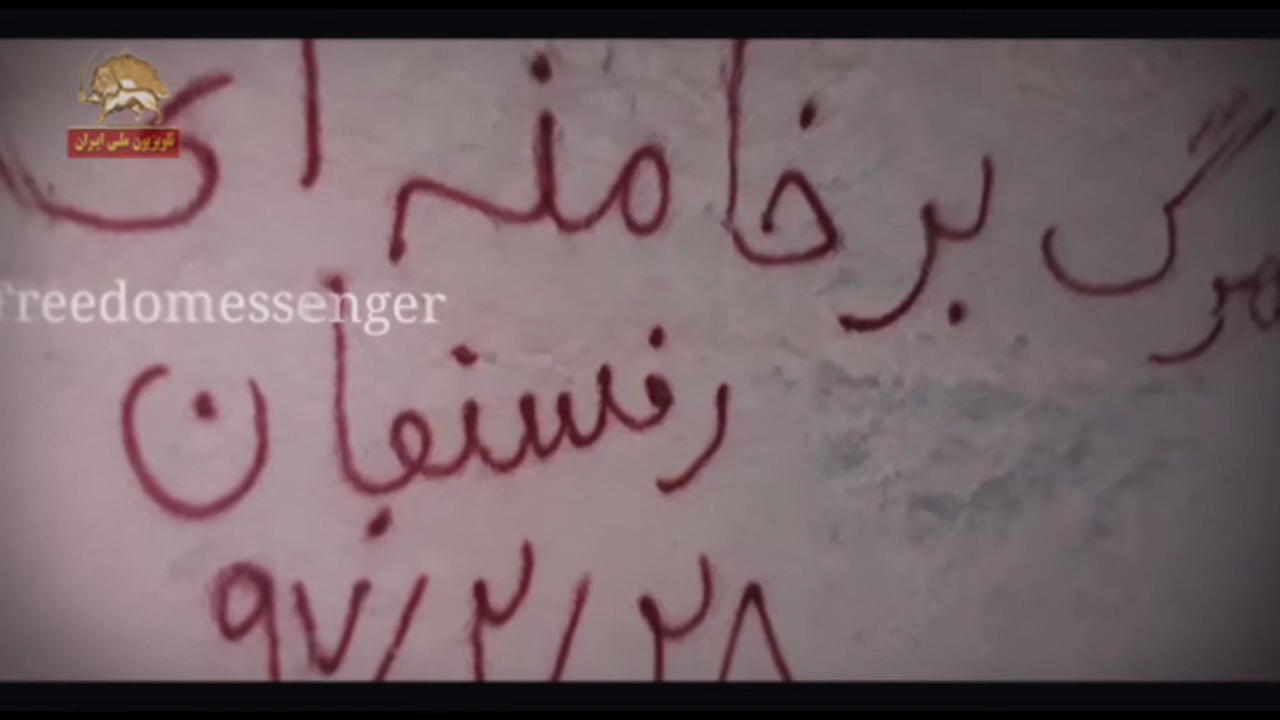 تلویزیون ملی ایران
مرگ بر خامنه ای
freedomessenger
رفسنجان
۹۷/۲/۲۸